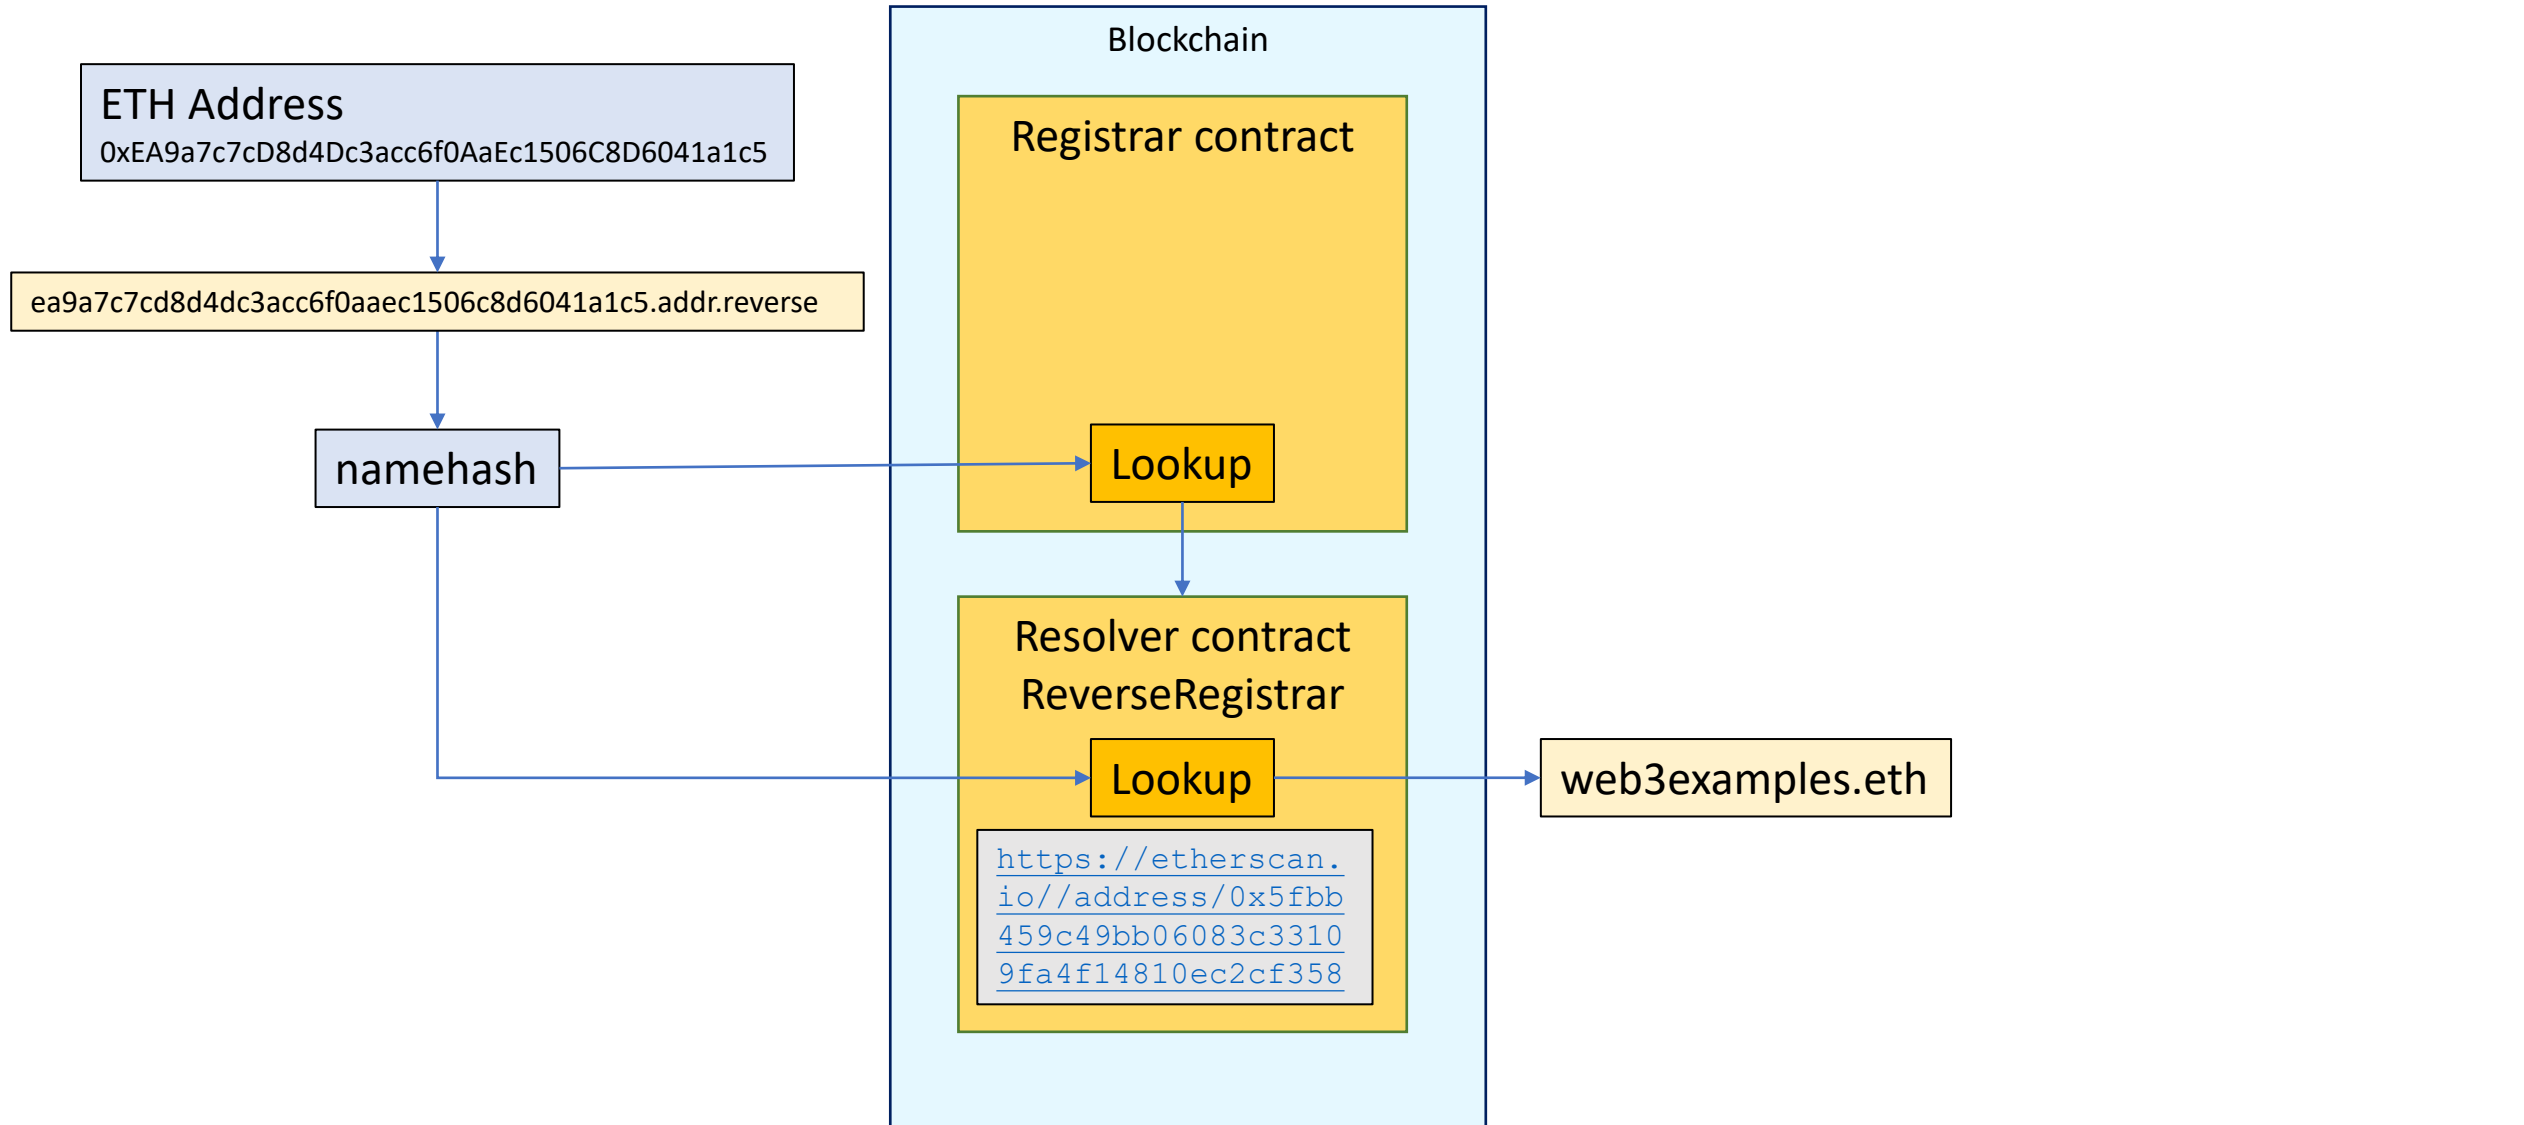 Blockchain
ETH Address
0xEA9a7c7cD8d4Dc3acc6f0AaEc1506C8D6041a1c5
Registrar contract
ea9a7c7cd8d4dc3acc6f0aaec1506c8d6041a1c5.addr.reverse
namehash
Lookup
Resolver contract
ReverseRegistrar
Lookup
web3examples.eth
https://etherscan.
io//address/0x5fbb
459c49bb06083c3310
9fa4f14810ec2cf358